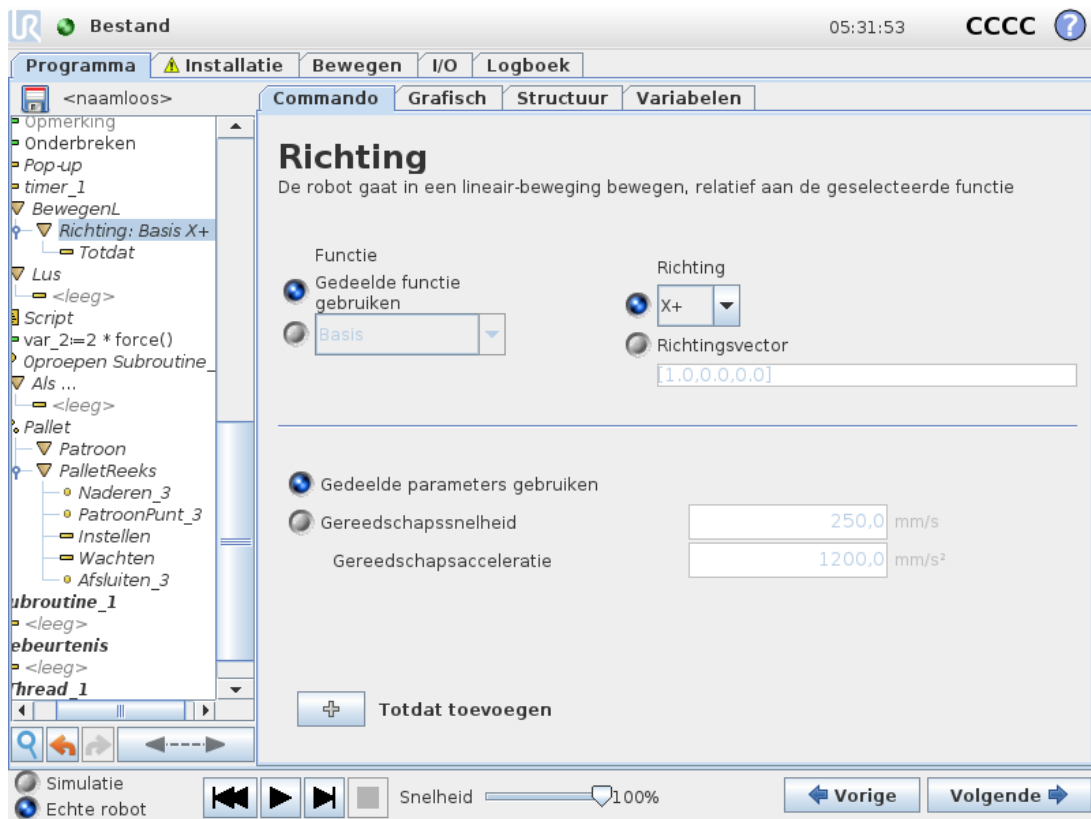 UR
Bestand
05:31:53
CCCC
?
Programma
Installatie
Bewegen
I/O
Logboek
<naamloos>
Commando
Grafisch
Structuur
Variabelen
Opmerking
Onderbreken
Pop-up
timer_1
BewegenL
Richting: Basis X+
Totdat
Lus
<leeg>
Script
var_2:=2 * force()
Oproepen Subroutine_
Als ...
<leeg>
Pallet
Patroon
PalletReeks
Naderen_3
PatroonPunt_3
Instellen
Wachten
Afsluiten_3
ubroutine_1
<leeg>
ebeurtenis
<leeg>
Thread_1
Richting
De robot gaat in een lineair-beweging bewegen, relatief aan de geselecteerde functie
Functie
Gedeelde functie
gebruiken
Basis
Richting
X+
Richtingsvector
[1.0,0.0,0.0]
Gedeelde parameters gebruiken
Gereedschapssnelheid
250,0 mm/s
Gereedschapsacceleratie
1200,0 mm/s²
Totdat toevoegen
Simulatie
Echte robot
Snelheid
100%
Vorige
Volgende